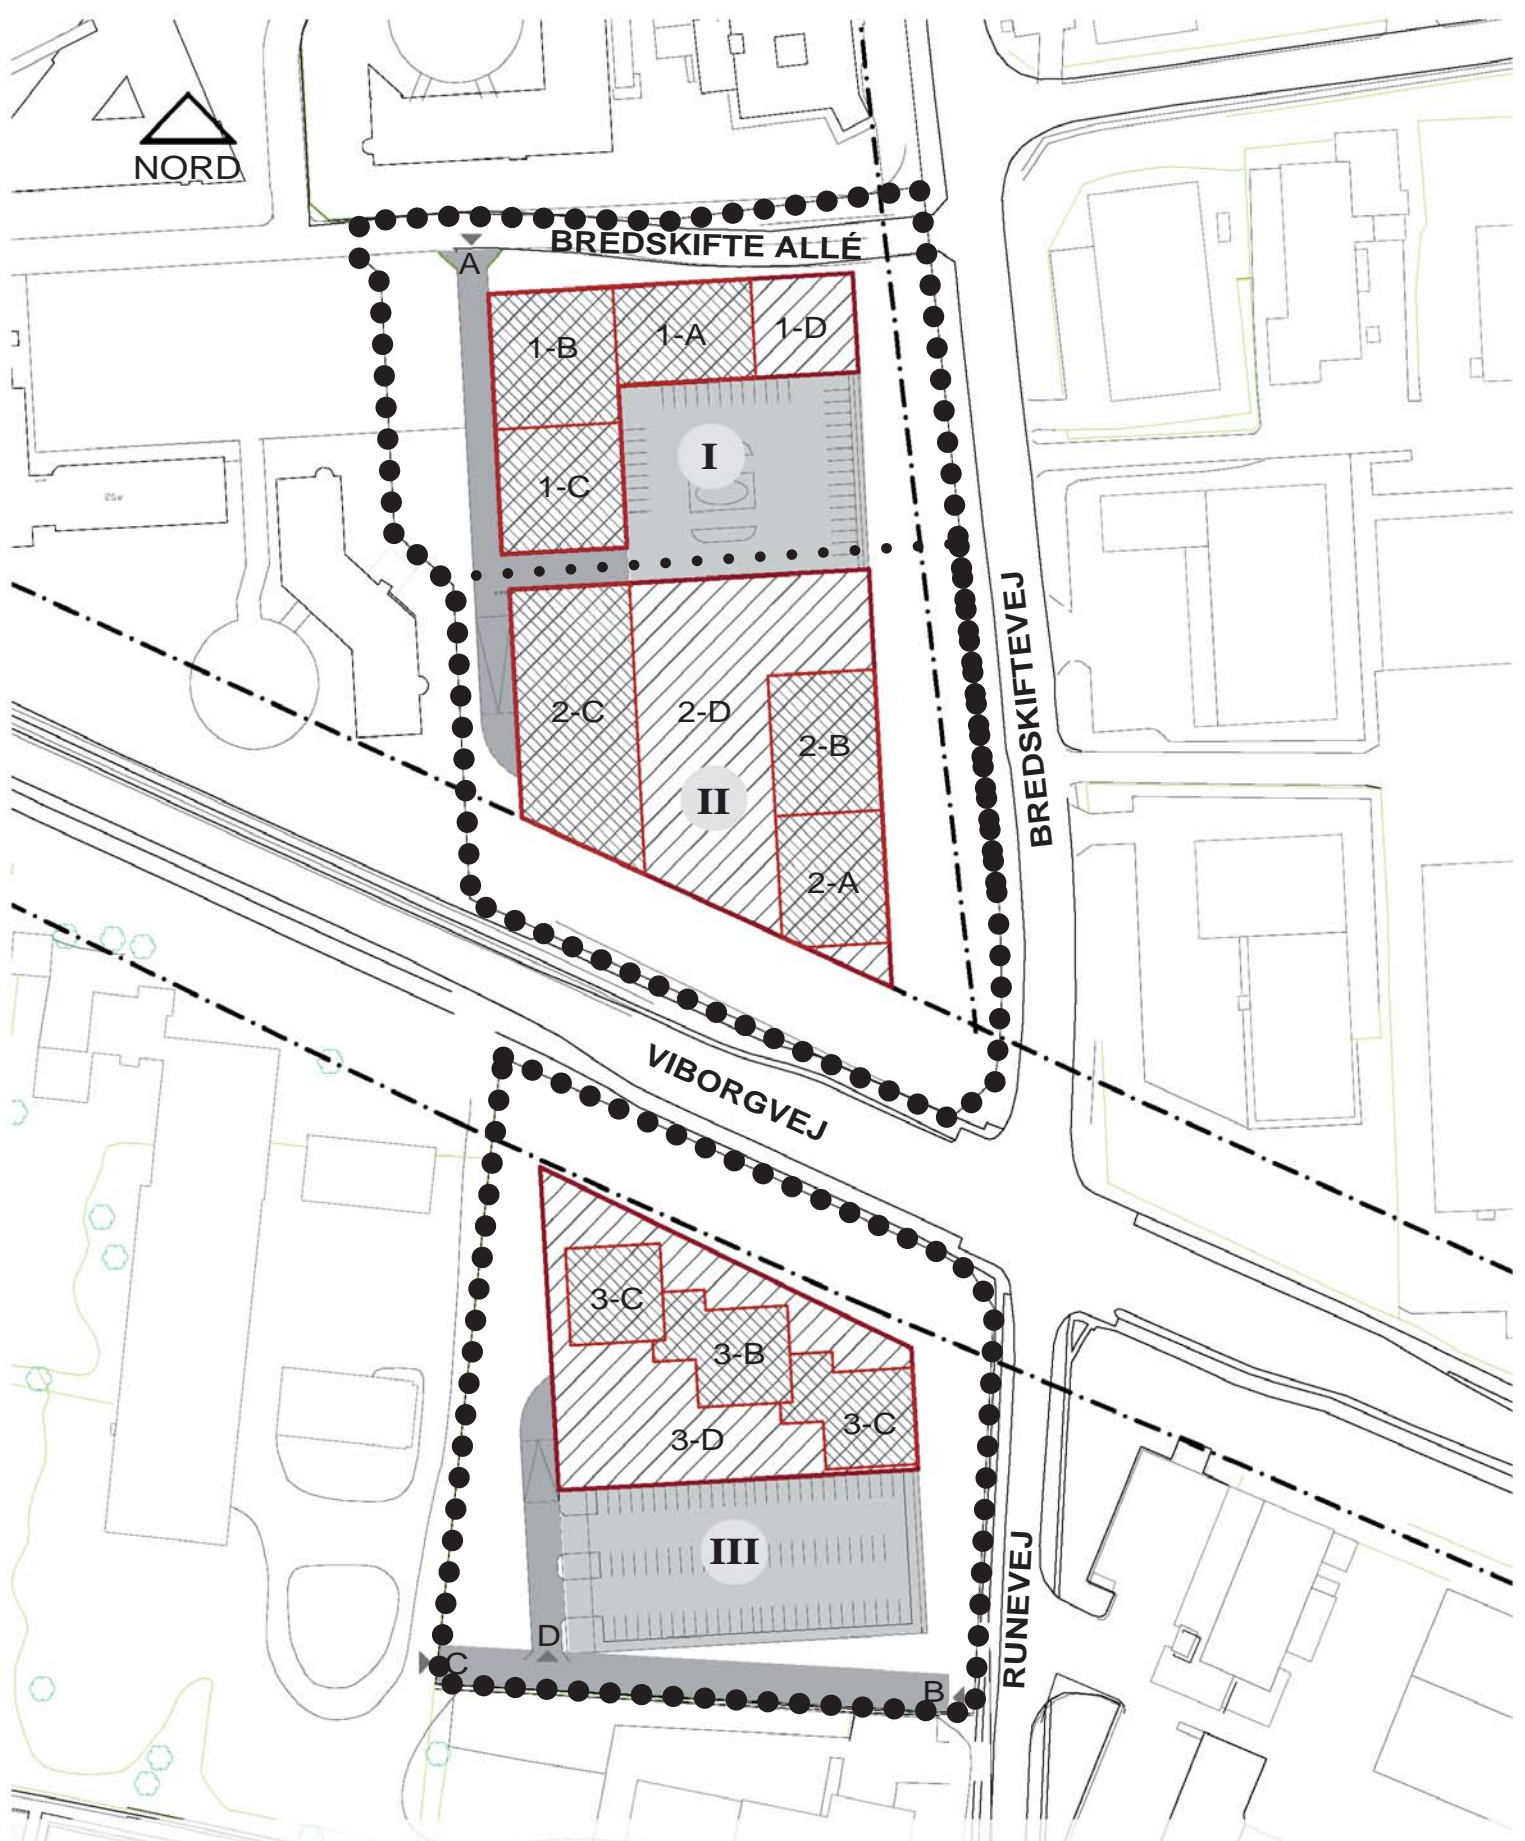 NORD
BREDSKIFTE ALLÉ
A
1-B
1-A
1-D
I
1-C
BREDSKIFTEVEJ
2-C
2-D
2-B
II
2-A
VIBORGVEJ
3-C
3-B
3-C
3-D
III
RUNEVEJ
D
C
B